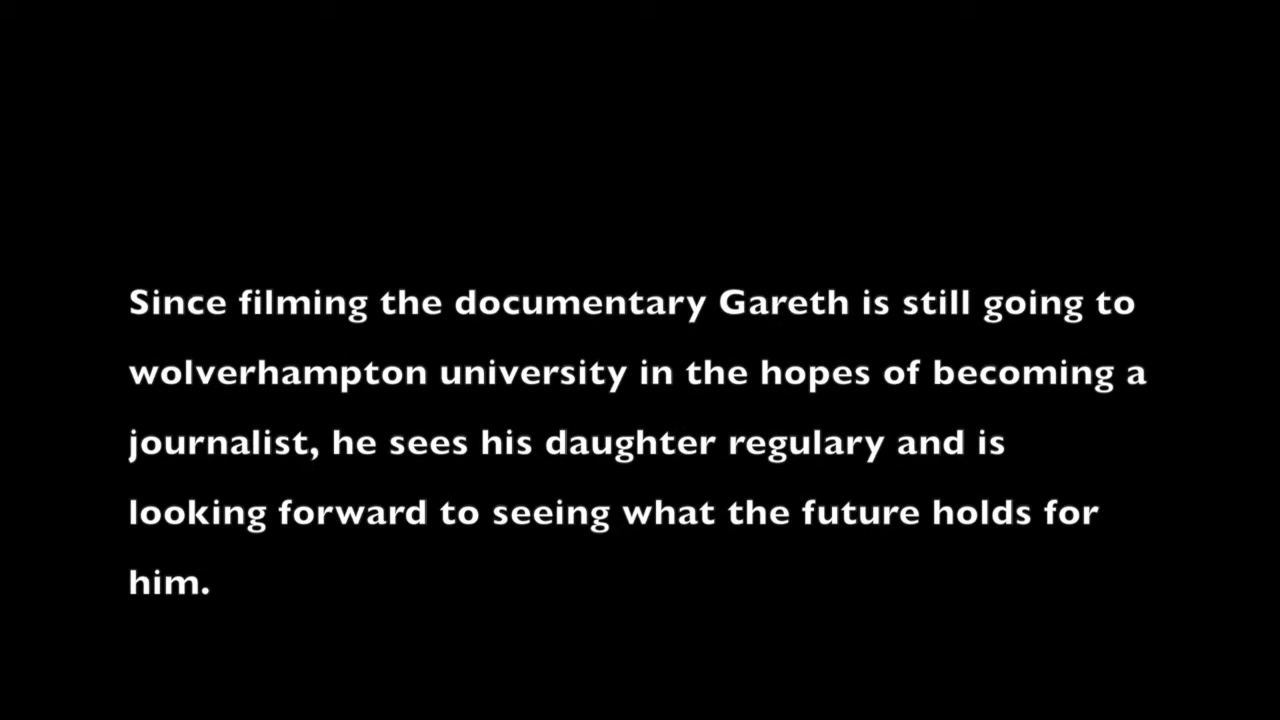 Since filming the documentary Gareth is still going to
wolverhampton university in the hopes of becoming a
journalist, he sees his daughter regulary and is
looking forward to seeing what the future holds for
him.